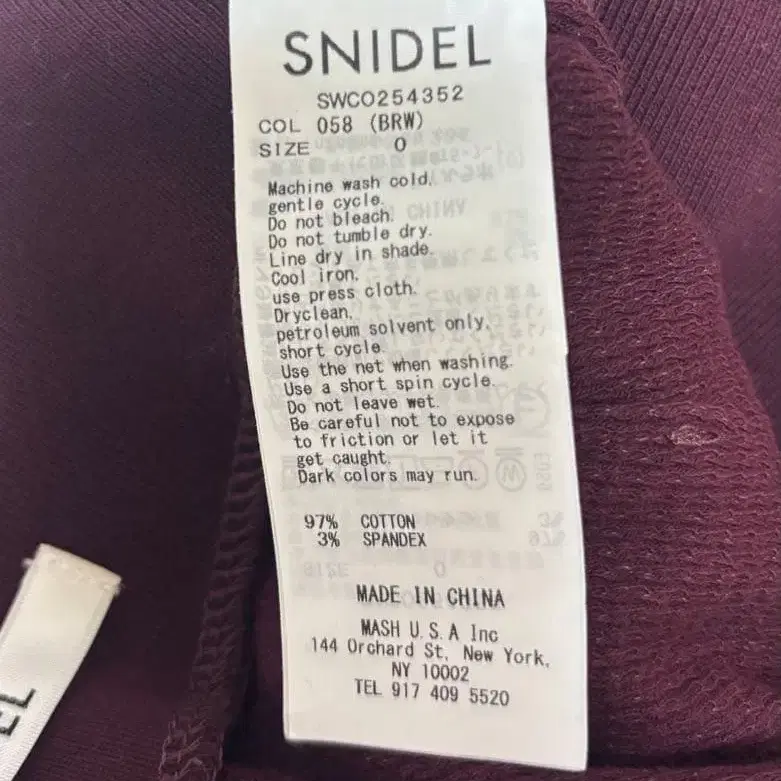 SNIDEL
SWCO254352
COL 058 (BRW)
SIZE 0
Machine wash cold.
gentle cycle.
Do not bleach.
Do not tumble dry.
Line dry in shade.
Cool iron.
use press cloth.
Dryclean.
petroleum solvent only.
short cycle.
Use the net when washing.
Use a short spin cycle.
Do not leave wet.
Be careful not to expose
to friction or let it
get caught.
Dark colors may run.
97% COTTON
3% SPANDEX
MADE IN CHINA
MASH U.S.A Inc
144 Orchard St. New York,
NY 10002
TEL 917 409 5520
EL